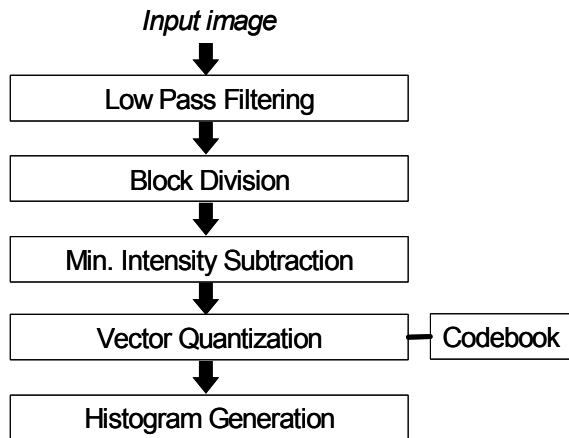 Input image
Low Pass Filtering
Block Division
Min. Intensity Subtraction
Vector Quantization
Codebook
Histogram Generation